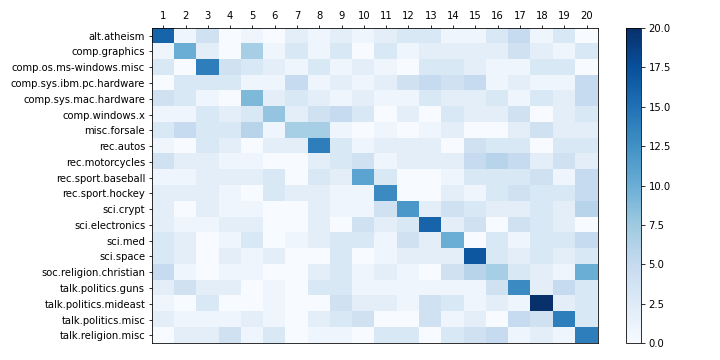 1 2 3 4 5 6 7 8 9 10 11 12 13 14 15 16 17 18 19 20
alt.atheism
comp.graphics
comp.os.ms-windows.misc
comp.sys.ibm.pc.hardware
comp.sys.mac.hardware
comp.windows.x
misc.forsale
rec.autos
rec.motorcycles
rec.sport.baseball
rec.sport.hockey
sci.crypt
sci.electronics
sci.med
sci.space
soc.religion.christian
talk.politics.guns
talk.politics.mideast
talk.politics.misc
talk.religion.misc
20.0
17.5
15.0
12.5
10.0
7.5
5.0
2.5
0.0